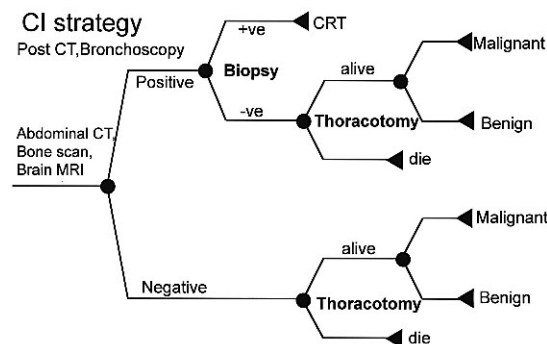 CI strategy
Post CT,Bronchoscopy
+ve
CRT
Positive
Biopsy
alive
Malignant
-ve
Thoracotomy
Benign
die
Abdominal CT,
Bone scan,
Brain MRI
Malignant
alive
Negative
Thoracotomy
Benign
die